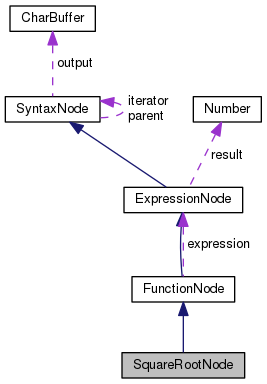 CharBuffer
output
SyntaxNode
iterator
parent
Number
result
ExpressionNode
expression
FunctionNode
SquareRootNode